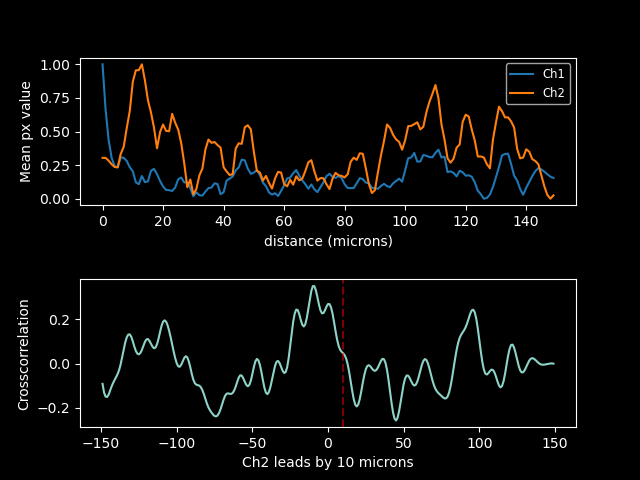 1.00
0.75
0.50
0.25
0.00
Mean px value
Ch1
Ch2
0 20 40 60 80 100 120 140
distance (microns)
0.2
0.0
−0.2
Crosscorrelation
−150 −100 −50 0 50 100 150
Ch2 leads by 10 microns